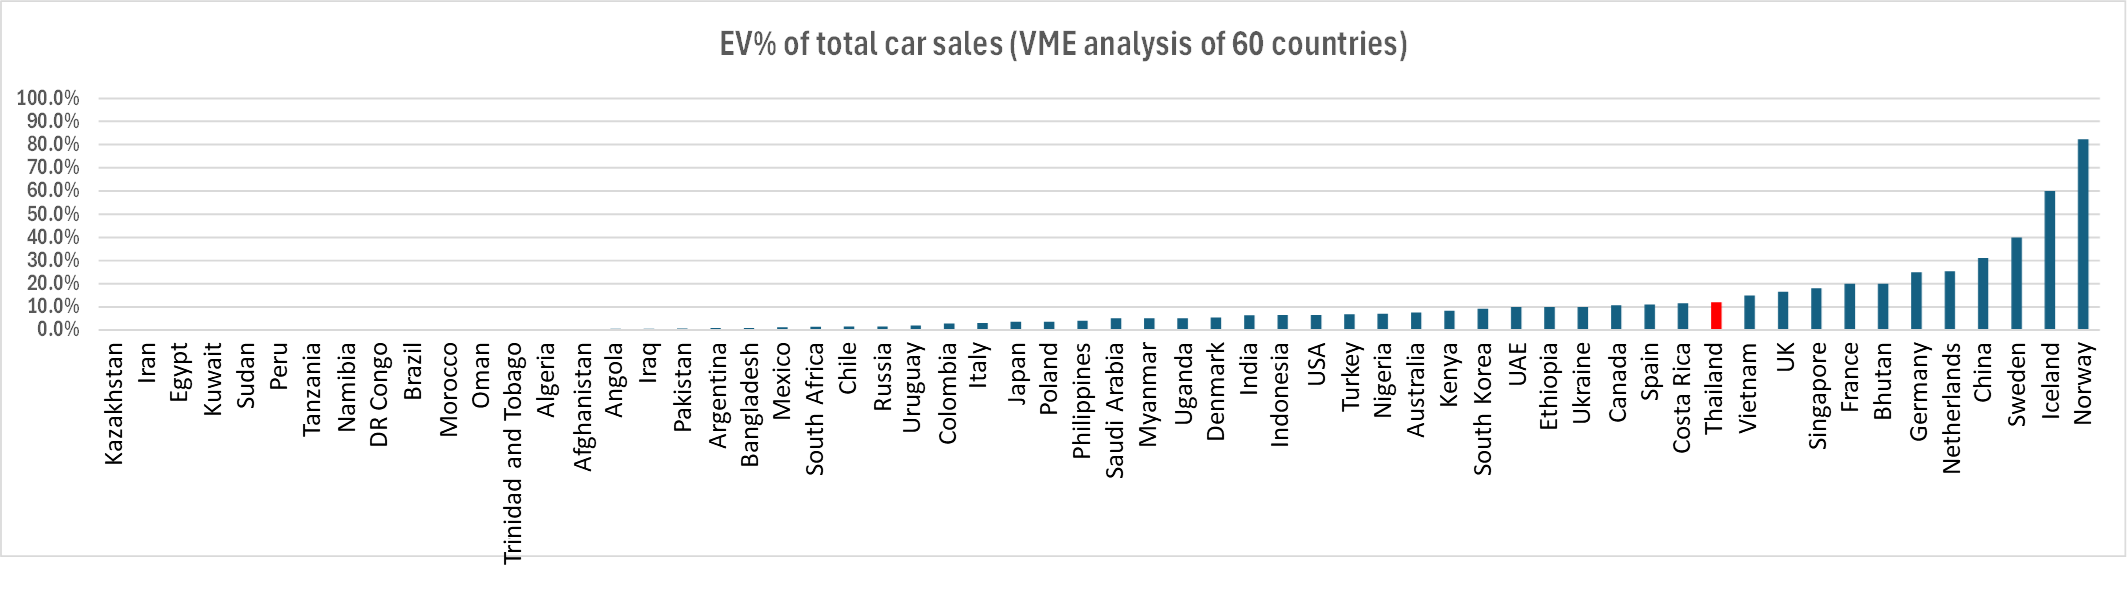 EV% of total car sales (VME analysis of 60 countries)
100.0%
90.0%
80.0%
70.0%
60.0%
50.0%
40.0%
30.0%
20.0%
10.0%
0.0%
Kazakhstan
Iran
Egypt
Kuwait
Sudan
Peru
Tanzania
Namibia
DR Congo
Brazil
Morocco
Oman
Trinidad and Tobago
Algeria
Afghanistan
Angola
Iraq
Pakistan
Argentina
Bangladesh
Mexico
South Africa
Chile
Russia
Uruguay
Colombia
Italy
Japan
Poland
Philippines
Saudi Arabia
Myanmar
Uganda
Denmark
India
Indonesia
USA
Turkey
Nigeria
Australia
Kenya
South Korea
UAE
Ethiopia
Ukraine
Canada
Spain
Costa Rica
Thailand
Vietnam
UK
Singapore
France
Bhutan
Germany
Netherlands
China
Sweden
Iceland
Norway